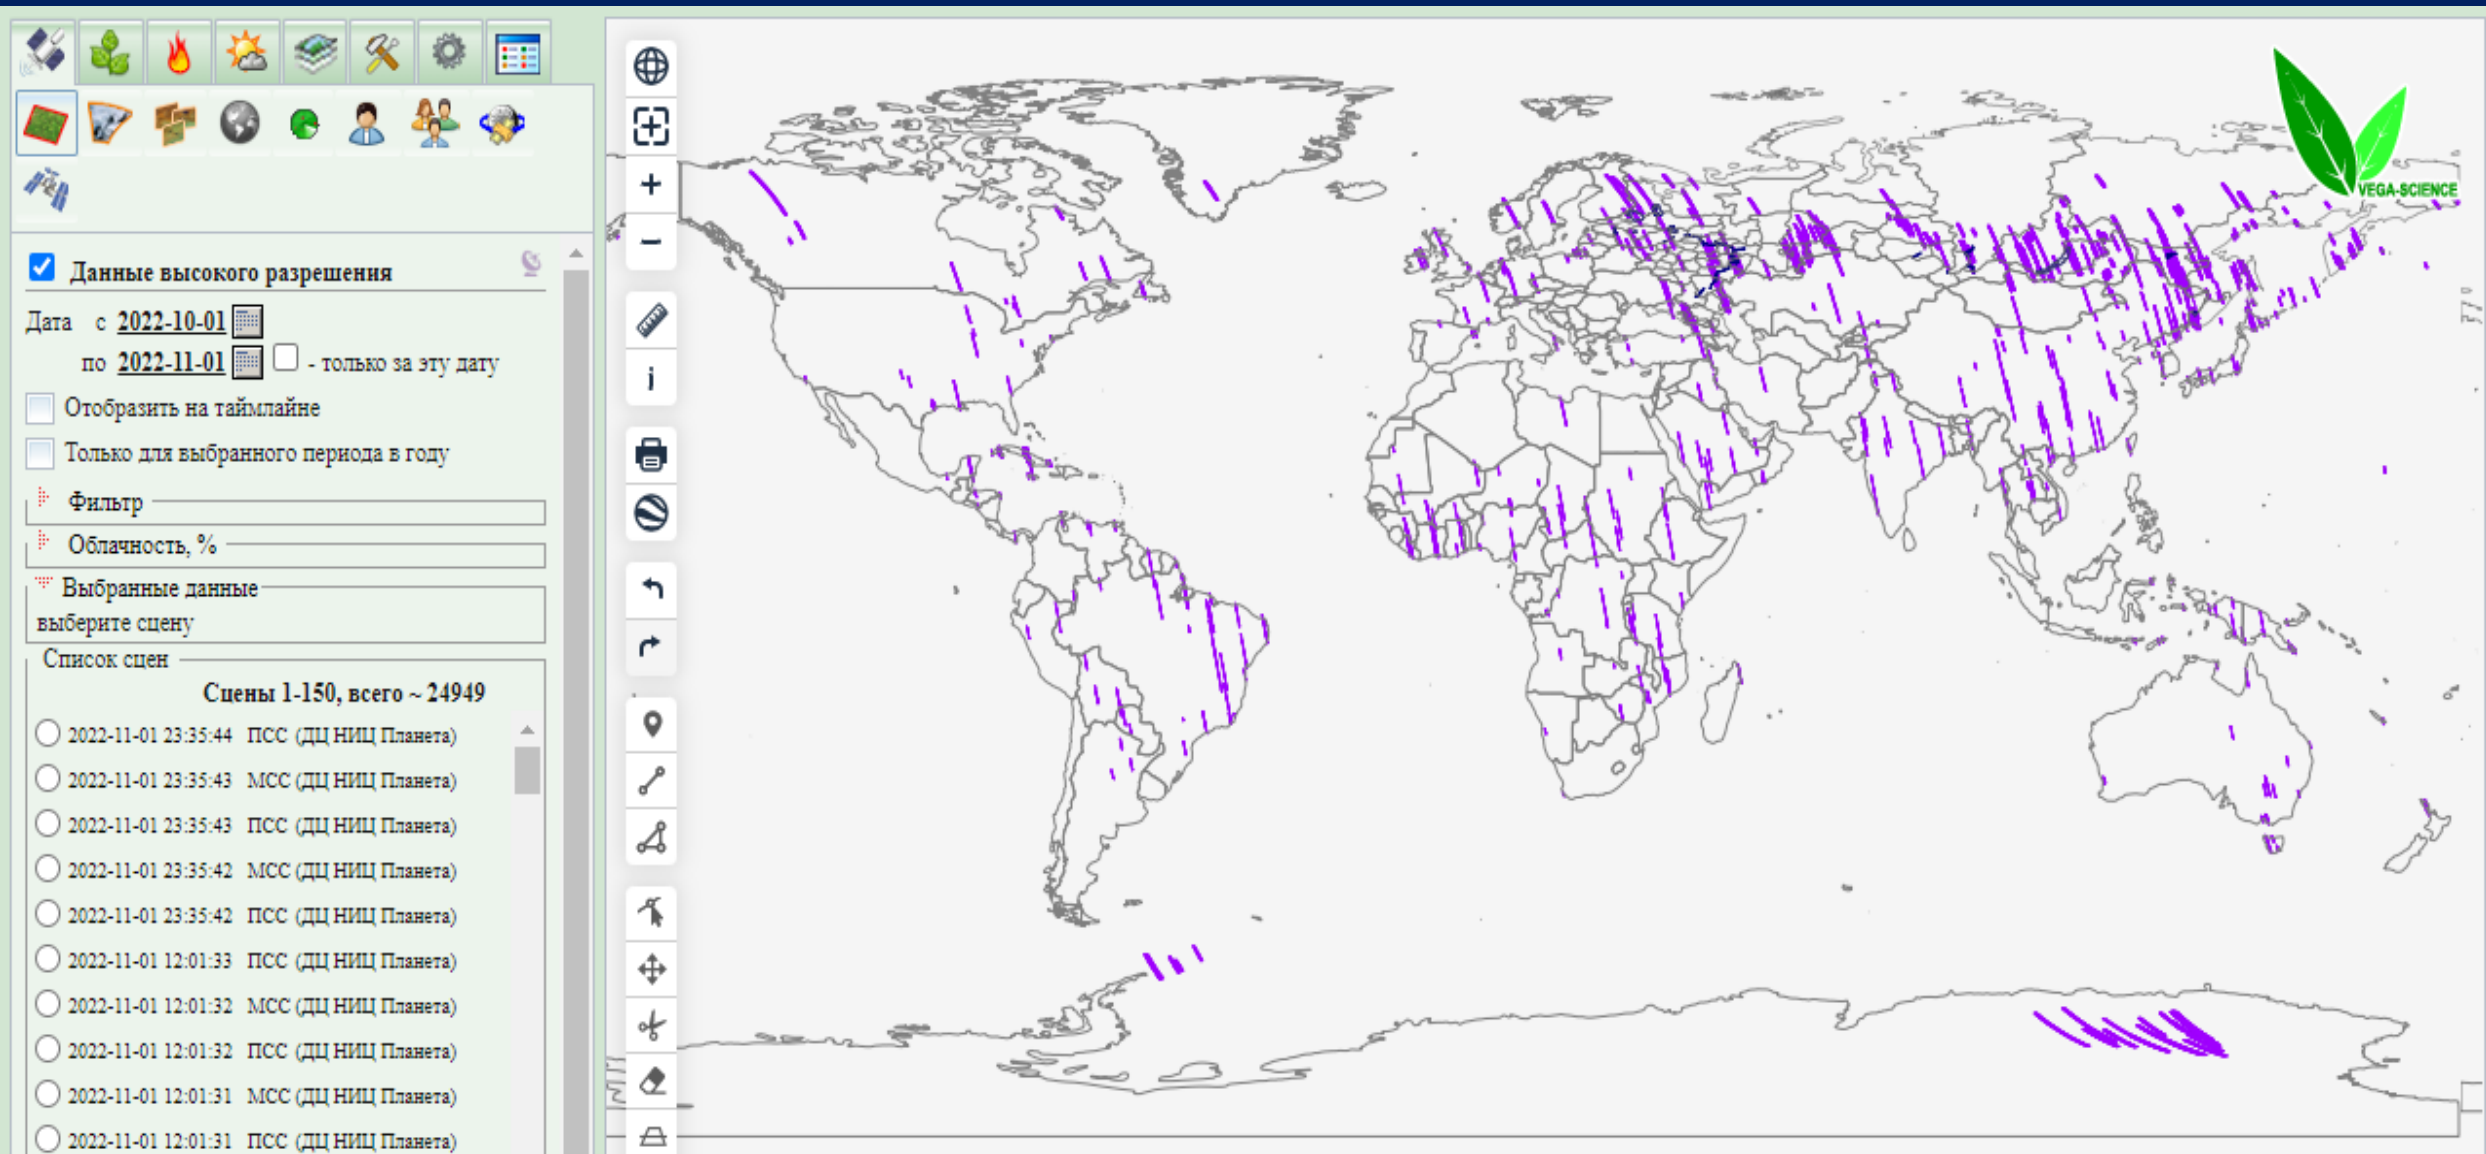 Данные высокого разрешения
Дата с 2022-10-01
по 2022-11-01 - только за эту дату
Отобразить на таймлайне
Только для выбранного периода в году
Фильтр
Облачность, %
Выбранные данные
выберите сцену
Список сцен
Сцены 1-150, всего ~ 24949
2022-11-01 23:35:44 ПСС (ДЦ НИЦ Планета)
2022-11-01 23:35:43 МСС (ДЦ НИЦ Планета)
2022-11-01 23:35:43 ПСС (ДЦ НИЦ Планета)
2022-11-01 23:35:42 МСС (ДЦ НИЦ Планета)
2022-11-01 23:35:42 ПСС (ДЦ НИЦ Планета)
2022-11-01 12:01:33 ПСС (ДЦ НИЦ Планета)
2022-11-01 12:01:32 МСС (ДЦ НИЦ Планета)
2022-11-01 12:01:32 ПСС (ДЦ НИЦ Планета)
2022-11-01 12:01:31 МСС (ДЦ НИЦ Планета)
2022-11-01 12:01:31 ПСС (ДЦ НИЦ Планета)
VEGA-SCIENCE